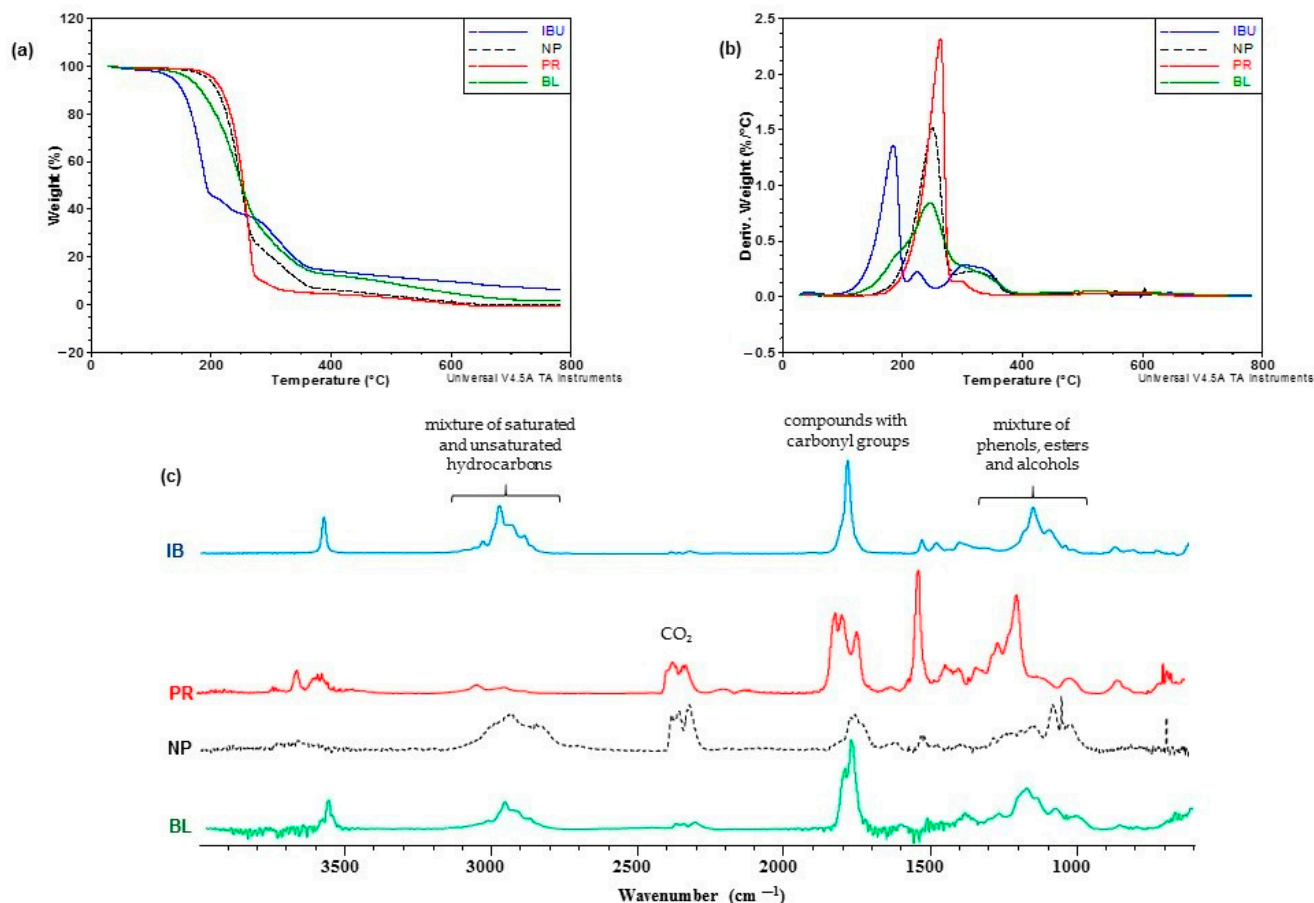 (a)
120
100
80
60
40
20
0
−20
Weight (%)
IBU
NP
PR
BL
0
200
400
600
800
Temperature (°C)
Universal V4.5A TA Instruments
(b)
2.5
2.0
1.5
1.0
0.5
0.0
−0.5
Deriv. Weight (%/°C)
IBU
NP
PR
BL
0
200
400
600
800
Temperature (°C)
Universal V4.5A TA Instruments
(c)
mixture of saturated
and unsaturated
hydrocarbons
compounds with
carbonyl groups
mixture of
phenols, esters
and alcohols
IB
PR
CO2
NP
BL
3500
3000
2500
2000
1500
1000
Wavenumber (cm −1)